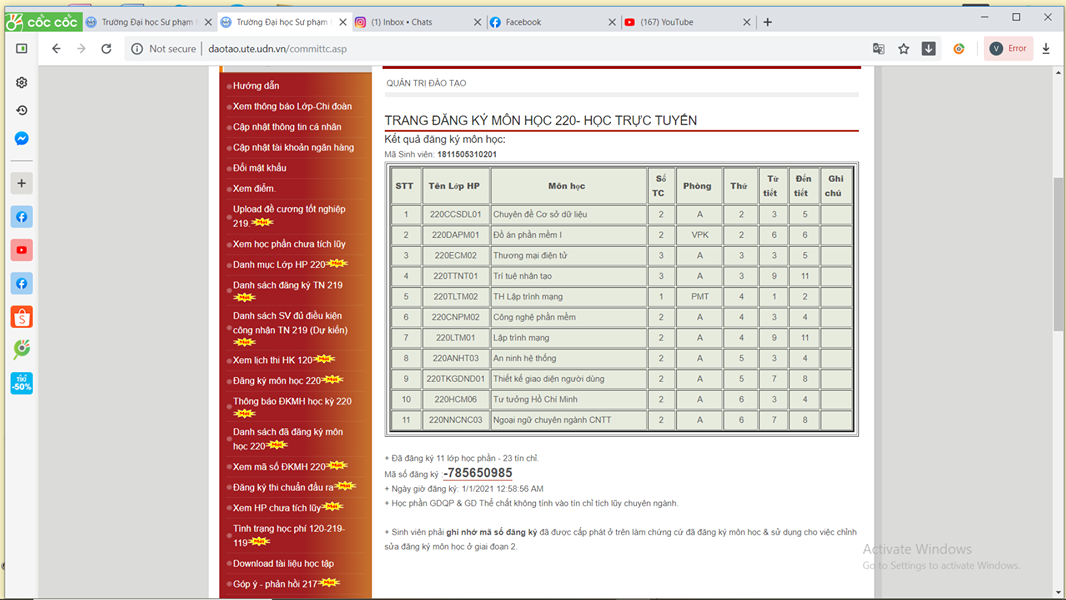 cốc cốc
Trường Đại học Sư phạm
Trường Đại học Sư phạm
(1) Inbox • Chats
Facebook
(167) YouTube
Not secure
daotao.ute.udn.vn/committc.asp
V
Error
Hướng dẫn
Xem thông báo Lớp-Chi đoàn
Cập nhật thông tin cá nhân
Cập nhật tài khoản ngân hàng
Đổi mật khẩu
Xem điểm.
Upload đề cương tốt nghiệp
219.
Xem học phần chưa tích lũy
Danh mục Lớp HP 220
Danh sách đăng ký TN 219
Danh sách SV đủ điều kiện
công nhận TN 219 (Dự kiến)
Xem lịch thi HK 120
Đăng ký môn học 220
Thông báo ĐKMH học kỳ 220
Danh sách đã đăng ký môn
học 220
Xem mã số ĐKMH 220
Đăng ký thi chuẩn đầu ra
Xem HP chưa tích lũy
Tình trạng học phí 120-219-
119
Download tài liệu học tập
Góp ý - phản hồi 217
S
TIKI
-50%
QUẢN TRỊ ĐÀO TẠO
TRANG ĐĂNG KÝ MÔN HỌC 220- HỌC TRỰC TUYẾN
Kết quả đăng ký môn học:
Mã Sinh viên: 1811505310201
STT Tên Lớp HP Môn học Số TC Phòng Thứ Từ tiết Đến tiết Ghi chú
1 220CCSDL01 Chuyên đề Cơ sở dữ liệu 2 A 2 3 5
2 220DAPM01 Đồ án phần mềm I 2 VPK 2 6 6
3 220ECM02 Thương mại điện tử 3 A 3 3 5
4 220TTNT01 Trí tuệ nhân tạo 3 A 3 9 11
5 220TLTM02 TH Lập trình mạng 1 PMT 4 1 2
6 220CNPM02 Công nghệ phần mềm 2 A 4 3 4
7 220LTM01 Lập trình mạng 2 A 4 9 11
8 220ANHT03 An ninh hệ thống 2 A 5 3 4
9 220TKGDND01 Thiết kế giao diện người dùng 2 A 5 7 8
10 220HCM06 Tư tưởng Hồ Chí Minh 2 A 6 3 4
11 220NNCNC03 Ngoại ngữ chuyên ngành CNTT 2 A 6 7 8
+ Đã đăng ký 11 lớp học phần - 23 tín chỉ.
Mã số đăng ký :-785650985
+ Ngày giờ đăng ký: 1/1/2021 12:58:56 AM
+ Học phần GDQP & GD Thể chất không tính vào tín chỉ tích lũy chuyên ngành.
+ Sinh viên phải ghi nhớ mã số đăng ký đã được cấp phát ở trên làm chứng cứ đã đăng ký môn học & sử dụng cho việc chỉnh
sửa đăng ký môn học ở giai đoạn 2.
Activate Windows
Go to Settings to activate Windows.